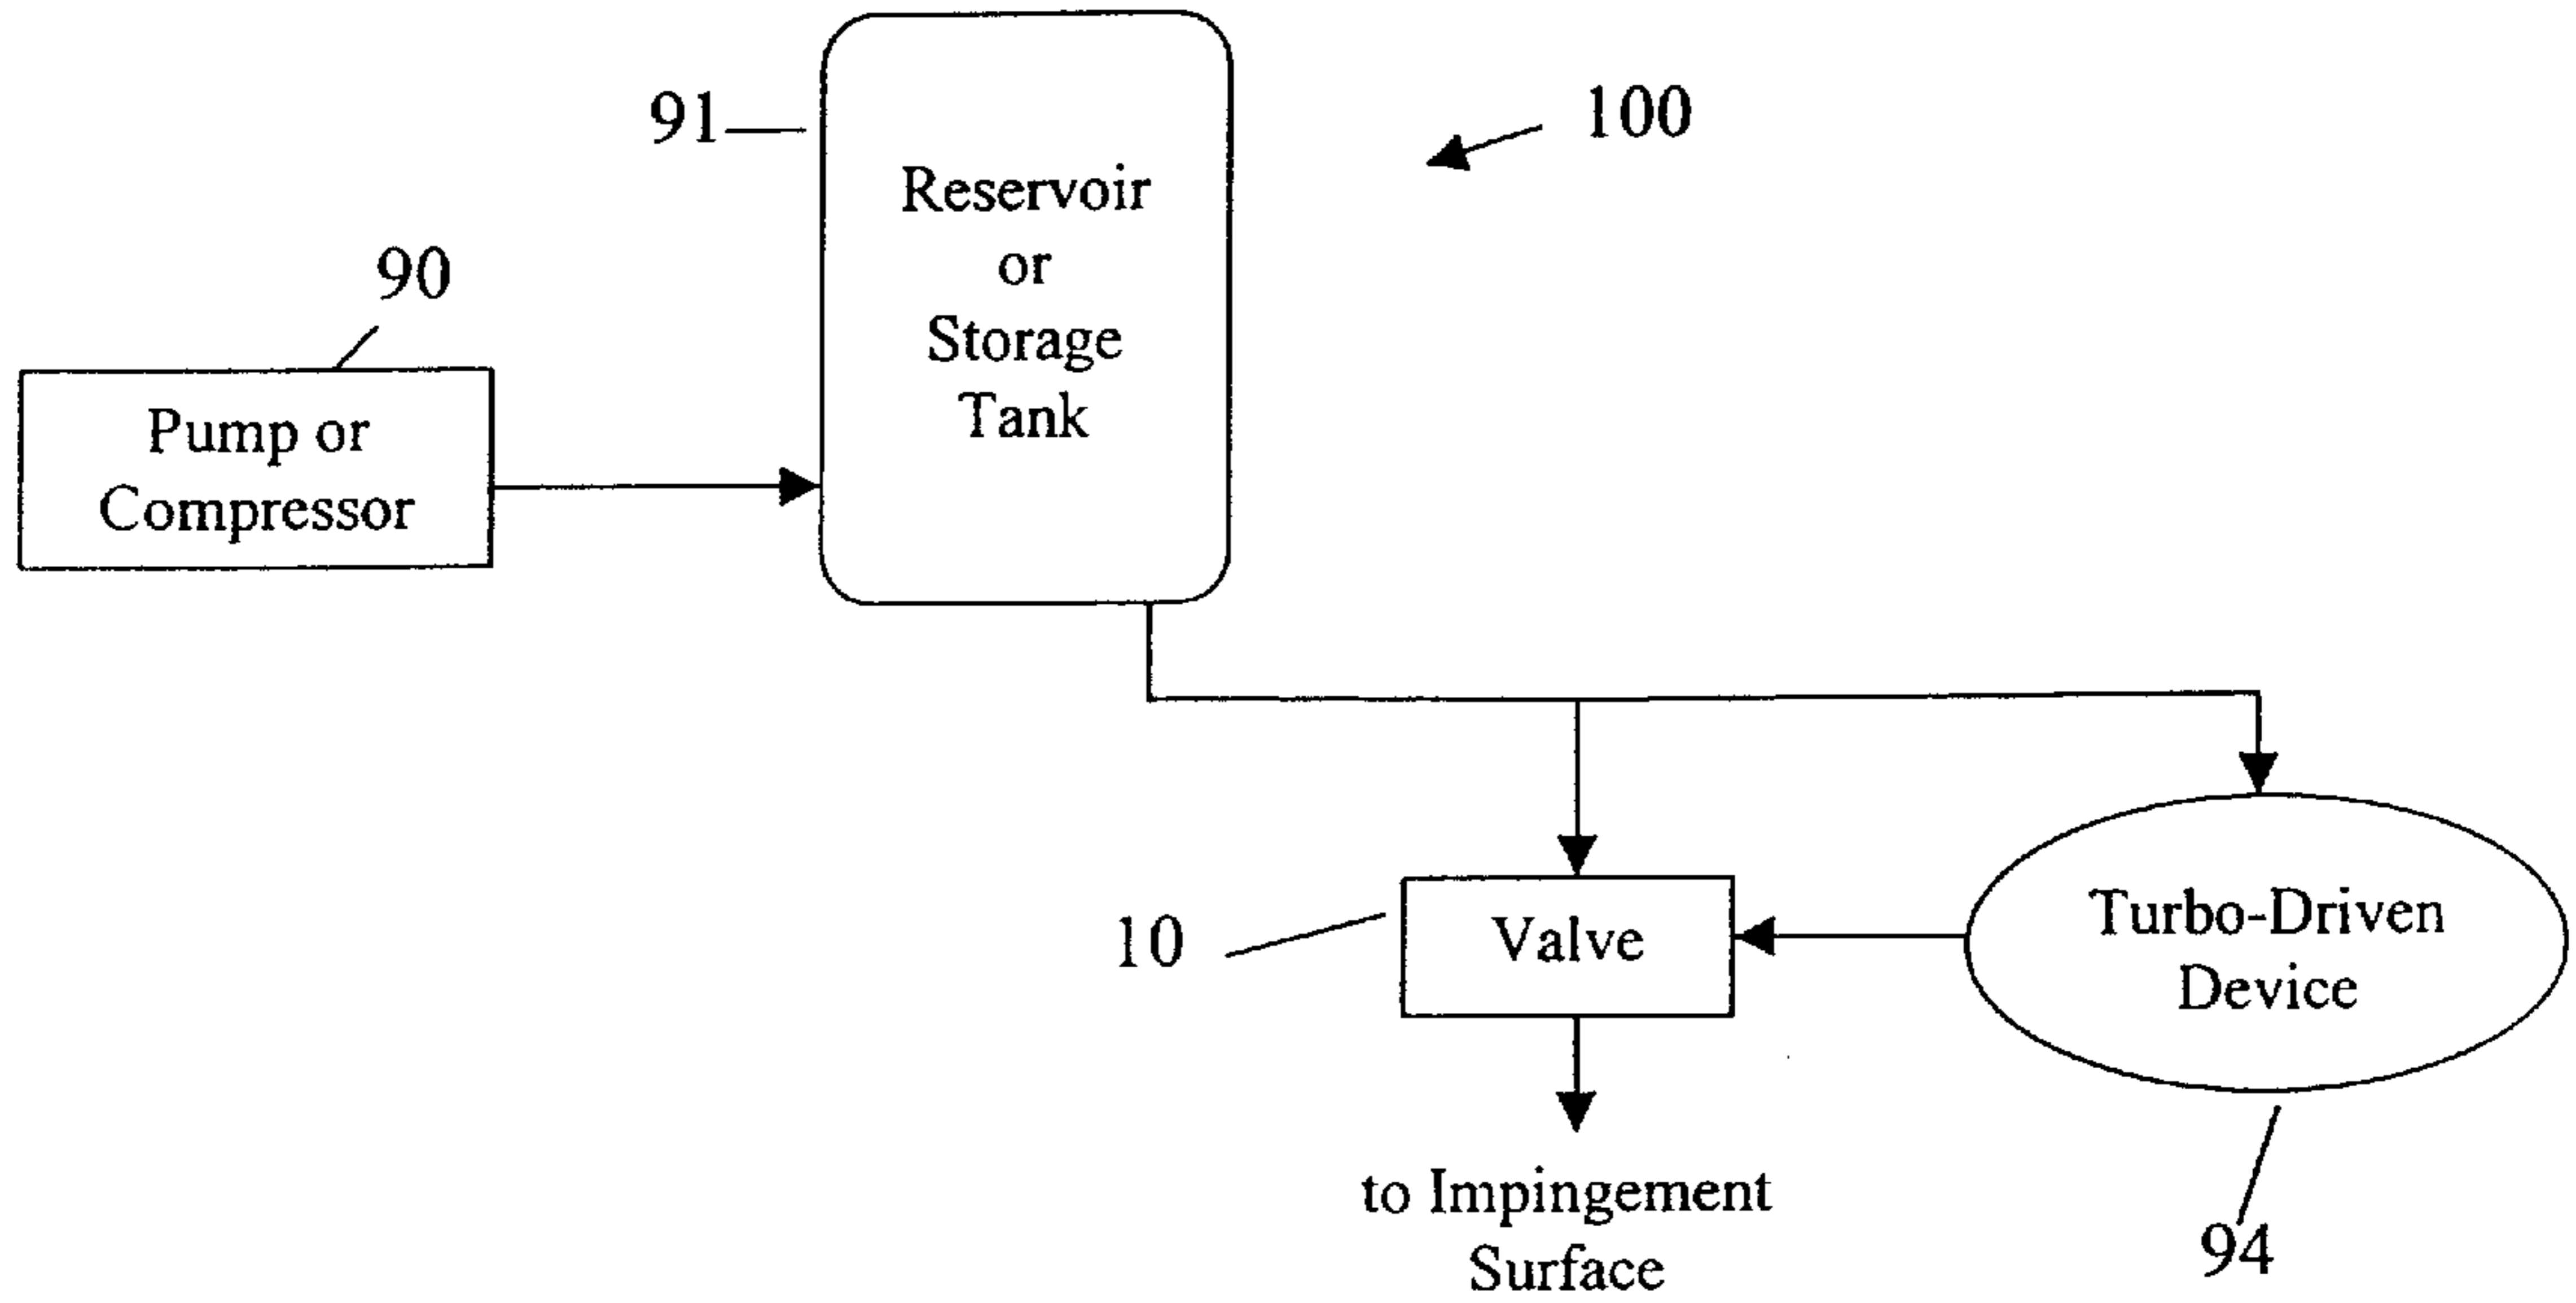 91
100
Reservoir
or
Storage
Tank
90
Pump or
Compressor
10
Valve
Turbo-Driven
Device
to Impingement
Surface
94